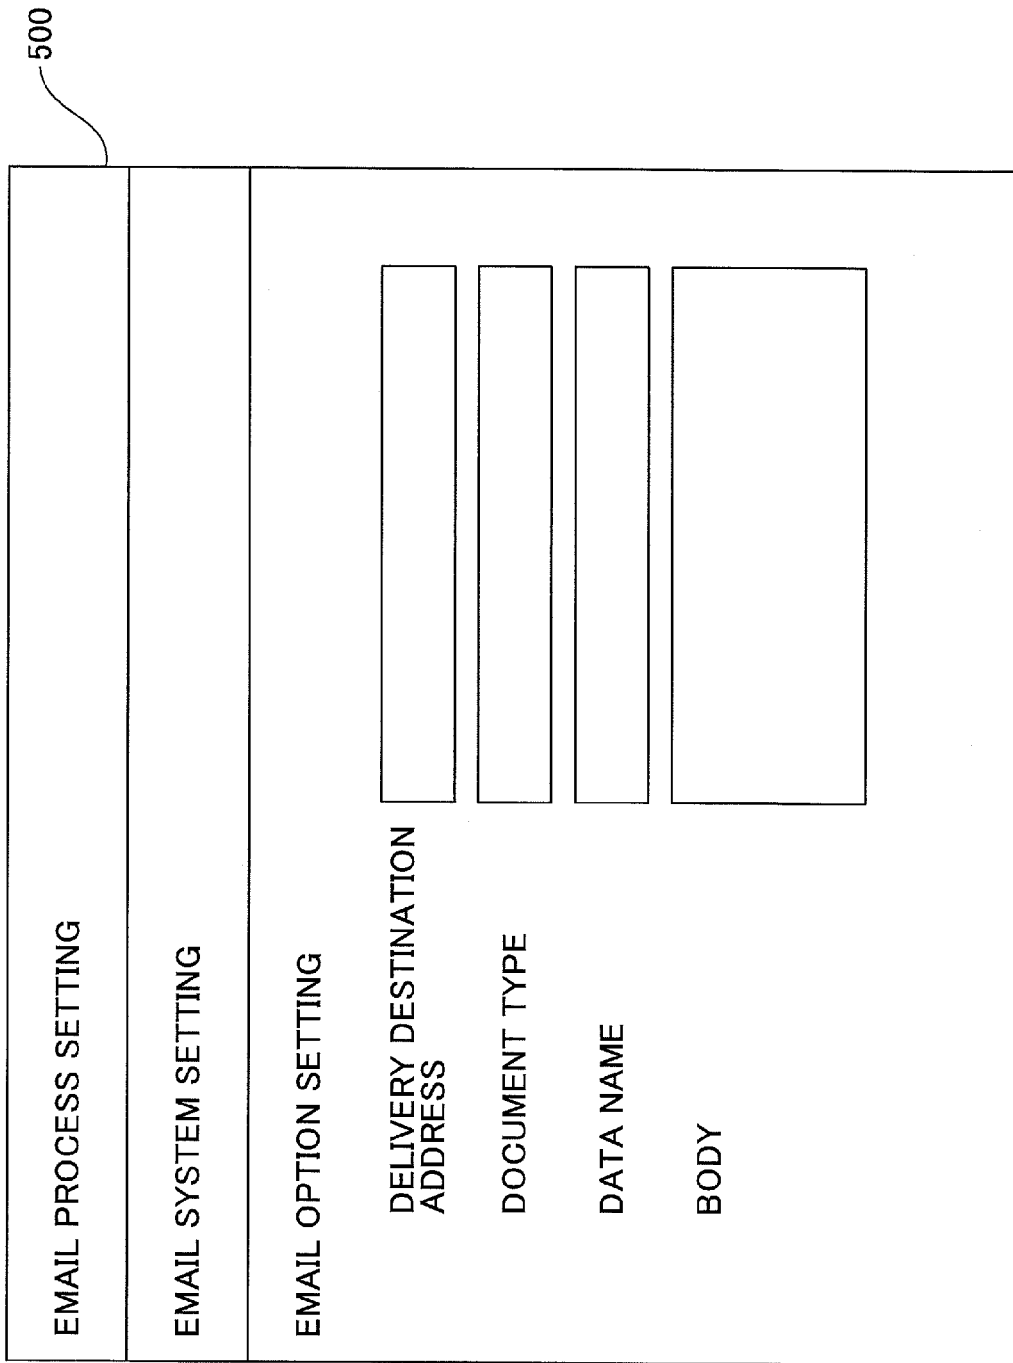 500
EMAIL PROCESS SETTING
EMAIL SYSTEM SETTING
EMAIL OPTION SETTING
DELIVERY DESTINATION
ADDRESS
DOCUMENT TYPE
DATA NAME
BODY